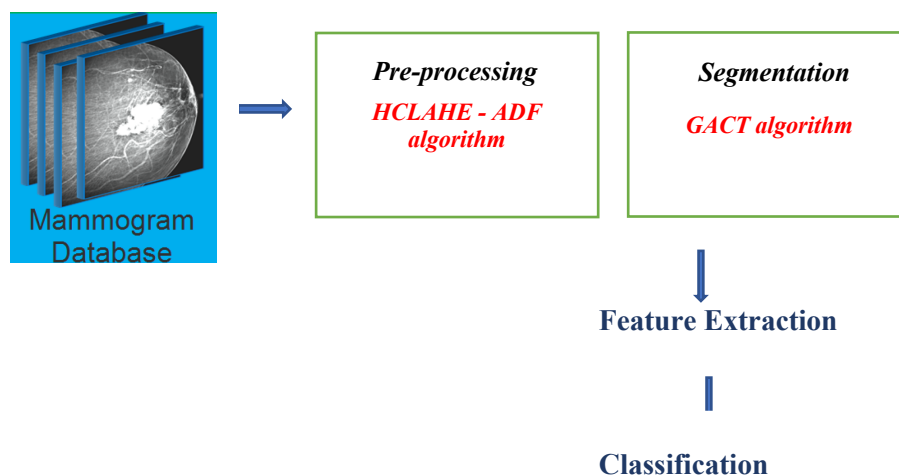 Mammogram
Database
Pre-processing
HCLAHE - ADF
algorithm
Segmentation
GACT algorithm
Feature Extraction
Classification